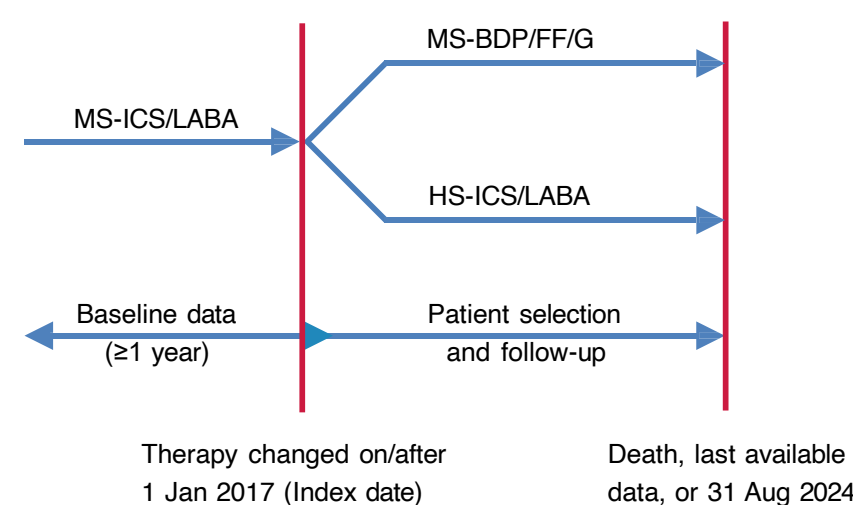 MS-BDP/FF/G
MS-ICS/LABA
HS-ICS/LABA
Baseline data
(≥1 year)
Patient selection
and follow-up
Therapy changed on/after
1 Jan 2017 (Index date)
Death, last available
data, or 31 Aug 2024